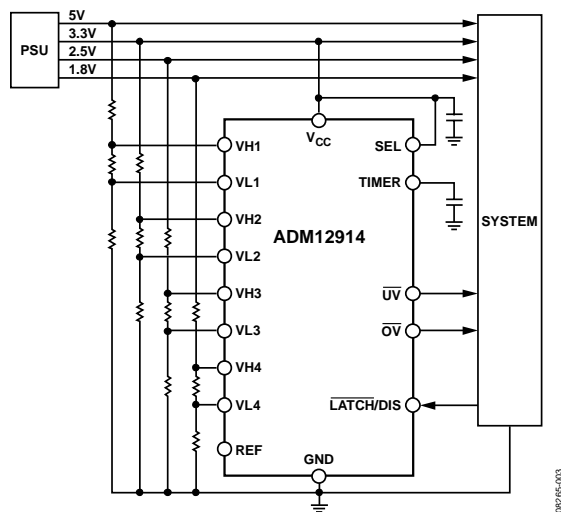 5V
3.3V
2.5V
1.8V
PSU
VCC
VH1
SEL
VL1
TIMER
VH2
ADM12914
SYSTEM
VL2
VH3
UV
VL3
OV
VH4
VL4
LATCH/DIS
REF
GND
08265-003